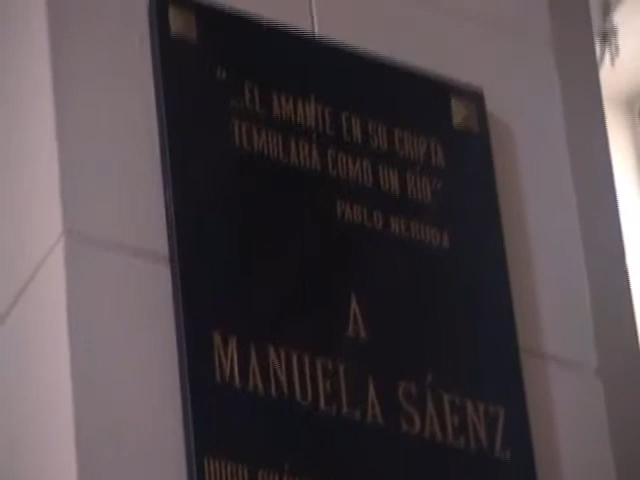 "...EL AMANTE EN SU CRIPTA
TEMBLARÁ COMO UN RÍO"
PABLO NERUDA
A
MANUELA SÁENZ